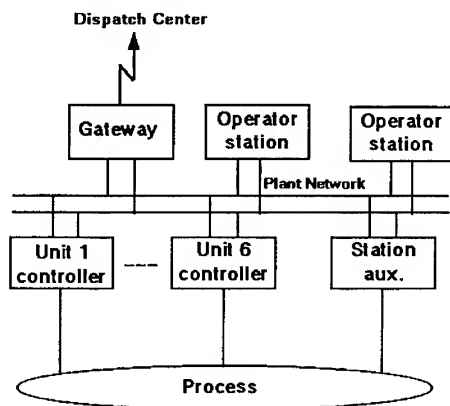 Dispatch Center
Gateway
Operator
station
Operator
station
Plant Network
Unit 1
controller
Unit 6
controller
Station
aux.
Process